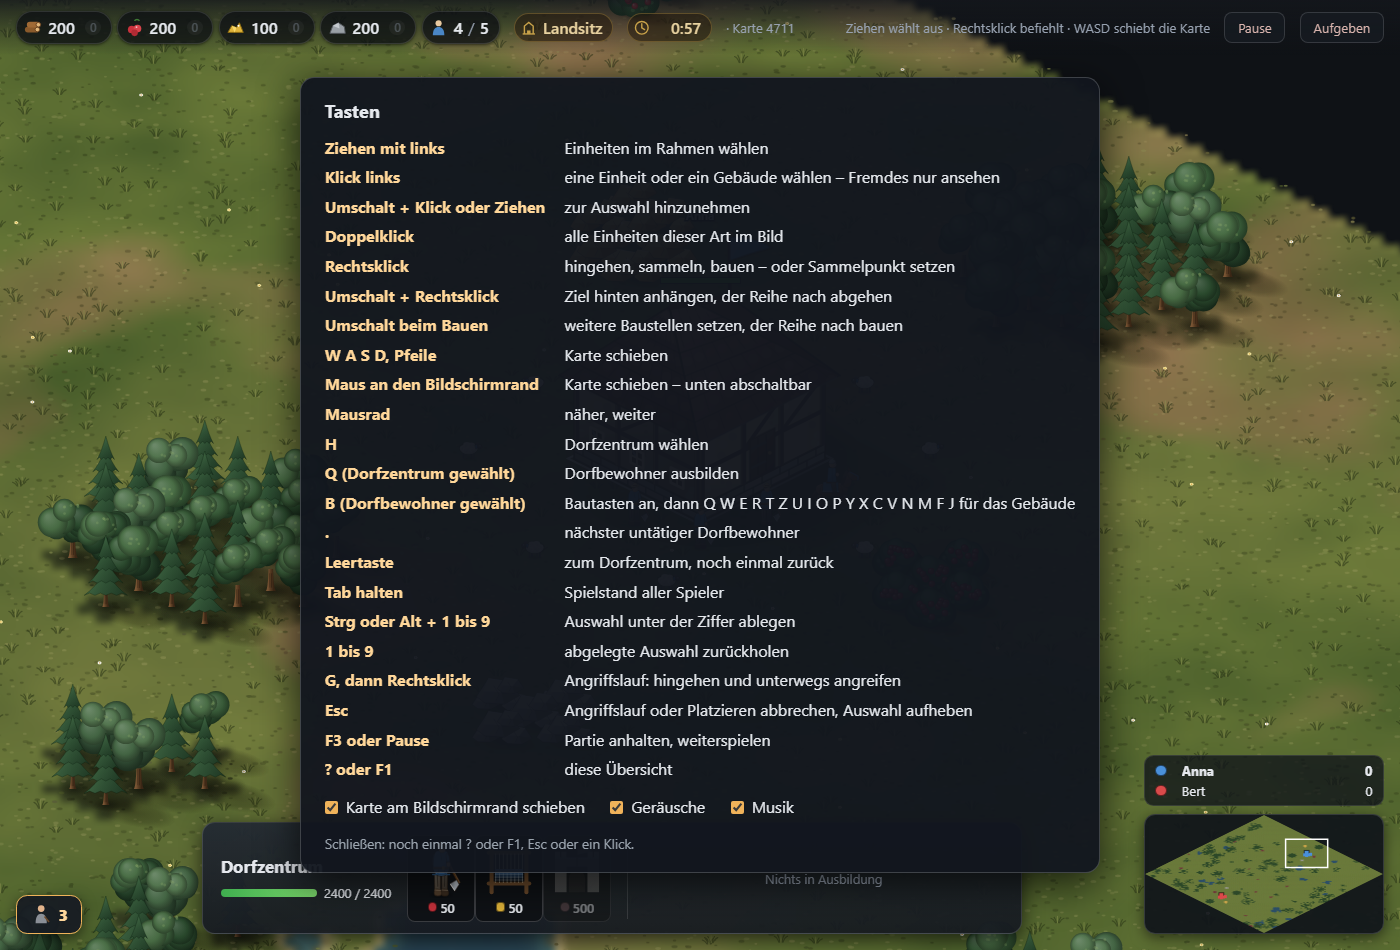 200 0 200 0 100 0 200 0 4 / 5 Landsitz 0:57 · Karte 4711 Ziehen wählt aus · Rechtsklick befiehlt · WASD schiebt die Karte Pause Aufgeben
Tasten
Ziehen mit links Einheiten im Rahmen wählen
Klick links eine Einheit oder ein Gebäude wählen – Fremdes nur ansehen
Umschalt + Klick oder Ziehen zur Auswahl hinzunehmen
Doppelklick alle Einheiten dieser Art im Bild
Rechtsklick hingehen, sammeln, bauen – oder Sammelpunkt setzen
Umschalt + Rechtsklick Ziel hinten anhängen, der Reihe nach abgehen
Umschalt beim Bauen weitere Baustellen setzen, der Reihe nach bauen
W A S D, Pfeile Karte schieben
Maus an den Bildschirmrand Karte schieben – unten abschaltbar
Mausrad näher, weiter
H Dorfzentrum wählen
Q (Dorfzentrum gewählt) Dorfbewohner ausbilden
B (Dorfbewohner gewählt) Bautasten an, dann Q W E R T Z U I O P Y X C V N M F J für das Gebäude
. nächster untätiger Dorfbewohner
Leertaste zum Dorfzentrum, noch einmal zurück
Tab halten Spielstand aller Spieler
Strg oder Alt + 1 bis 9 Auswahl unter der Ziffer ablegen
1 bis 9 abgelegte Auswahl zurückholen
G, dann Rechtsklick Angriffslauf: hingehen und unterwegs angreifen
Esc Angriffslauf oder Platzieren abbrechen, Auswahl aufheben
F3 oder Pause Partie anhalten, weiterspielen
? oder F1 diese Übersicht
Karte am Bildschirmrand schieben Geräusche Musik
Schließen: noch einmal ? oder F1, Esc oder ein Klick.
Anna 0
Bert 0
Dorfzentrum
2400 / 2400
50 50 500
Nichts in Ausbildung
3